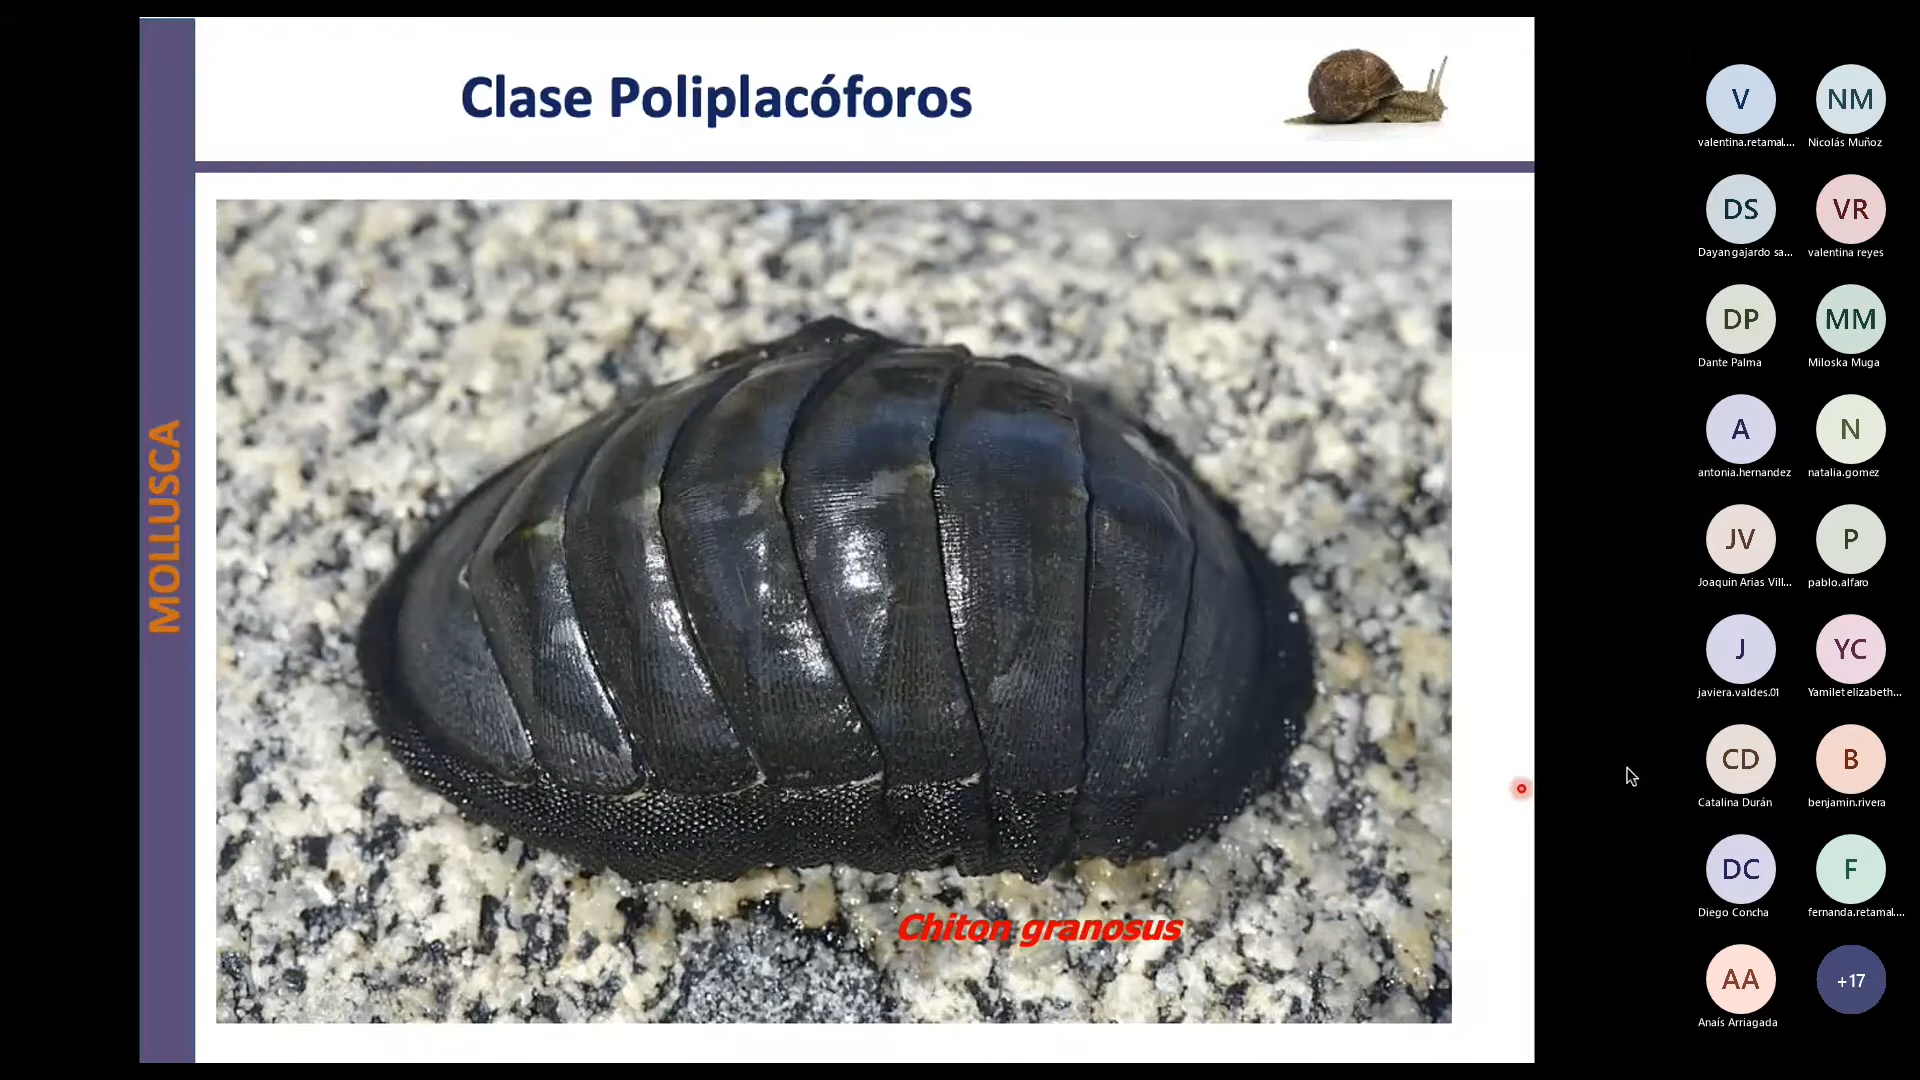 Clase Poliplacóforos
MOLLUSCA
Chiton granosus
V
valentina.retamal....
NM
Nicolás Muñoz
DS
Dayan gajardo sa...
VR
valentina reyes
DP
Dante Palma
MM
Miloska Muga
A
antonia.hernandez
N
natalia.gomez
JV
Joaquin Arias Vill...
P
pablo.alfaro
J
javiera.valdes.01
YC
Yamilet elizabeth...
CD
Catalina Durán
B
benjamin.rivera
DC
Diego Concha
F
fernanda.retamal....
AA
Anaís Arriagada
+17